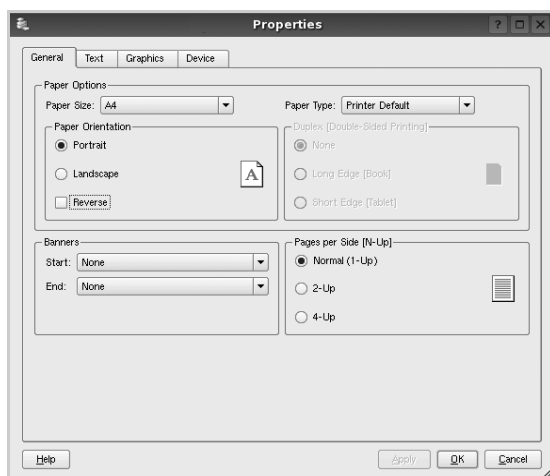 Properties
General Text Graphics Device
Paper Options
Paper Size: A4 Paper Type: Printer Default
Paper Orientation
Portrait
Landscape
Reverse
A
Duplex [Double-Sided Printing]
None
Long Edge [Book]
Short Edge [Tablet]
Banners
Start: None
End: None
Pages per Side [N-Up]
Normal (1-Up)
2-Up
4-Up
Help Apply OK Cancel